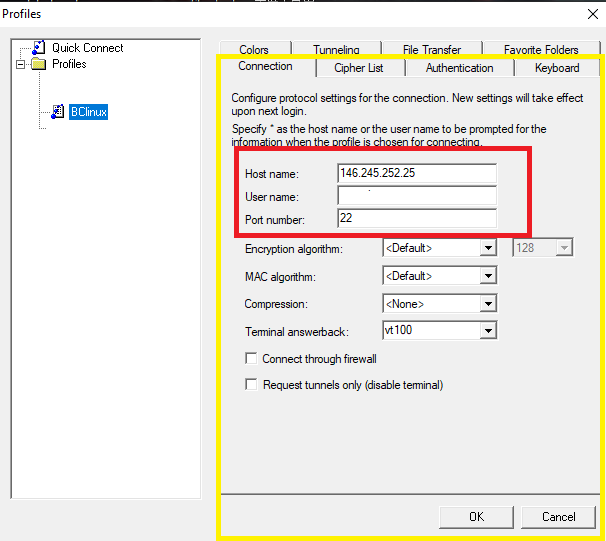 Profiles
Quick Connect
Profiles
BClinux
Colors Tunneling File Transfer Favorite Folders
Connection Cipher List Authentication Keyboard
Configure protocol settings for the connection. New settings will take effect
upon next login.
Specify * as the host name or the user name to be prompted for the
information when the profile is chosen for connecting.
Host name: 146.245.252.25
User name:
Port number: 22
Encryption algorithm: <Default> 128
MAC algorithm: <Default>
Compression: <None>
Terminal answerback: vt100
Connect through firewall
Request tunnels only (disable terminal)
OK Cancel